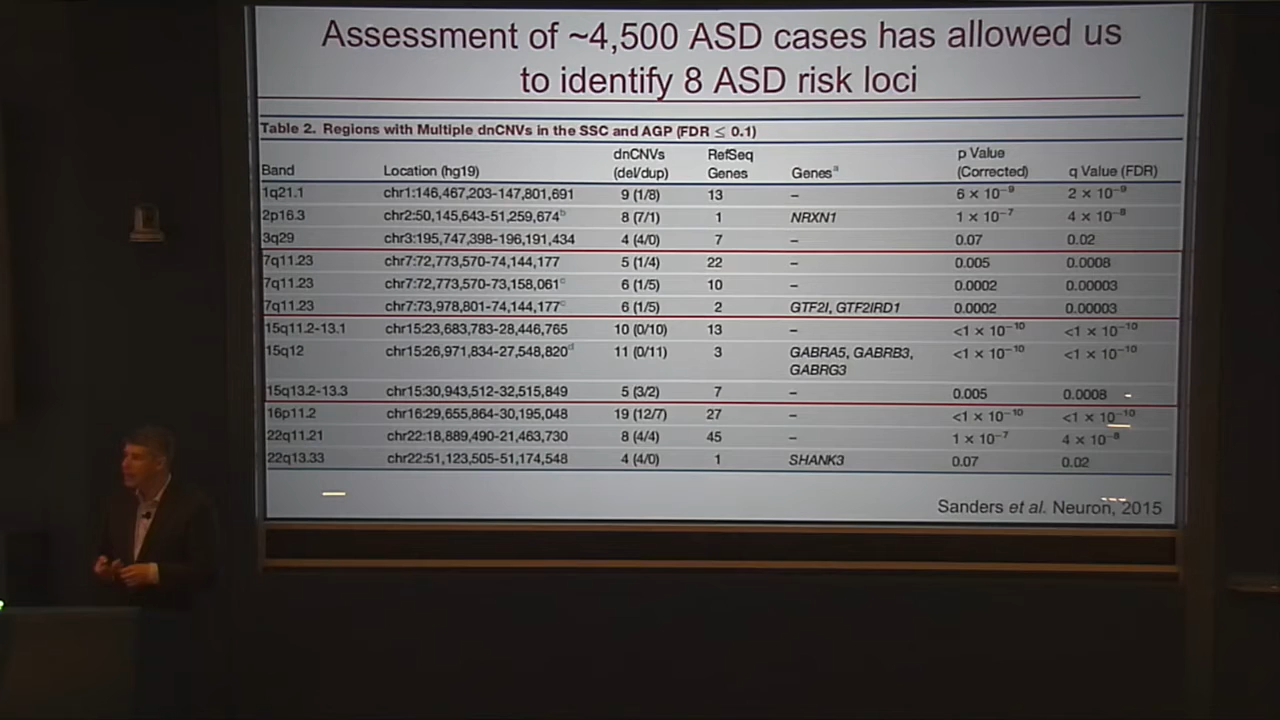 Assessment of ~4,500 ASD cases has allowed us
to identify 8 ASD risk loci
Table 2. Regions with Multiple dnCNVs in the SSC and AGP (FDR ≤ 0.1)
Band Location (hg19) dnCNVs (del/dup) RefSeq Genes Genesᵃ p Value (Corrected) q Value (FDR)
1q21.1 chr1:146,467,203-147,801,691 9 (1/8) 13 – 6 × 10⁻⁹ 2 × 10⁻⁹
2p16.3 chr2:50,145,643-51,259,674ᵇ 8 (7/1) 1 NRXN1 1 × 10⁻⁷ 4 × 10⁻⁸
3q29 chr3:195,747,398-196,191,434 4 (4/0) 7 – 0.07 0.02
7q11.23 chr7:72,773,570-74,144,177 5 (1/4) 22 – 0.005 0.0008
7q11.23 chr7:72,773,570-73,158,061ᶜ 6 (1/5) 10 – 0.0002 0.00003
7q11.23 chr7:73,978,801-74,144,177ᶜ 6 (1/5) 2 GTF2I, GTF2IRD1 0.0002 0.00003
15q11.2-13.1 chr15:23,683,783-28,446,765 10 (0/10) 13 – <1 × 10⁻¹⁰ <1 × 10⁻¹⁰
15q12 chr15:26,971,834-27,548,820ᵈ 11 (0/11) 3 GABRA5, GABRB3, <1 × 10⁻¹⁰ <1 × 10⁻¹⁰
GABRG3
15q13.2-13.3 chr15:30,943,512-32,515,849 5 (3/2) 7 – 0.005 0.0008
16p11.2 chr16:29,655,864-30,195,048 19 (12/7) 27 – <1 × 10⁻¹⁰ <1 × 10⁻¹⁰
22q11.21 chr22:18,889,490-21,463,730 8 (4/4) 45 – 1 × 10⁻⁷ 4 × 10⁻⁸
22q13.33 chr22:51,123,505-51,174,548 4 (4/0) 1 SHANK3 0.07 0.02
Sanders et al. Neuron, 2015